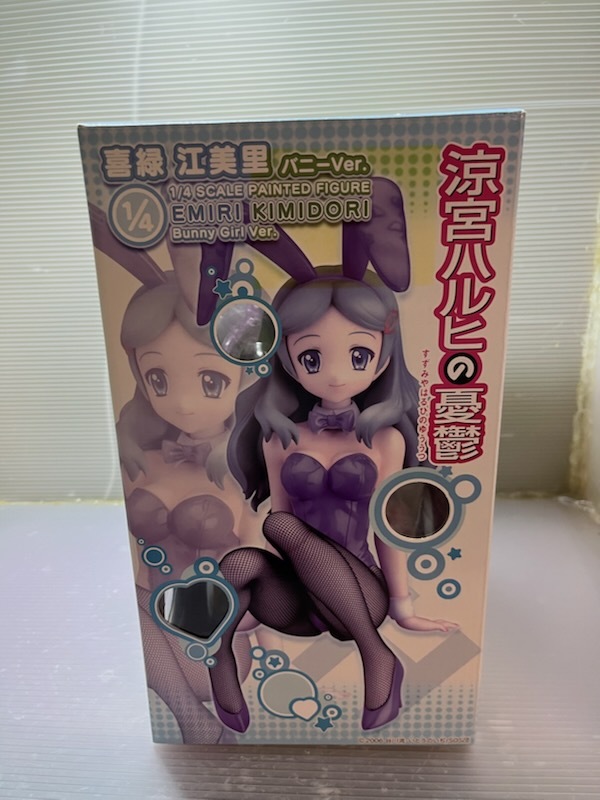 喜緑 江美里 バニーVer.
1/4
1/4 SCALE PAINTED FIGURE
EMIRI KIMIDORI
Bunny Girl Ver.
涼宮ハルヒの憂鬱
すずみやはるひのゆううつ